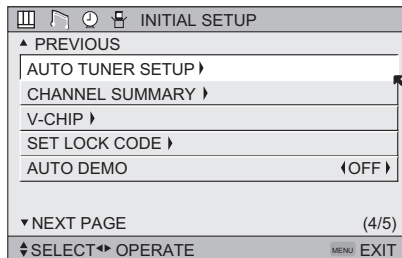 INITIAL SETUP
▲ PREVIOUS
AUTO TUNER SETUP
CHANNEL SUMMARY
V-CHIP
SET LOCK CODE
AUTO DEMO OFF
▼ NEXT PAGE (4/5)
SELECT OPERATE MENU EXIT